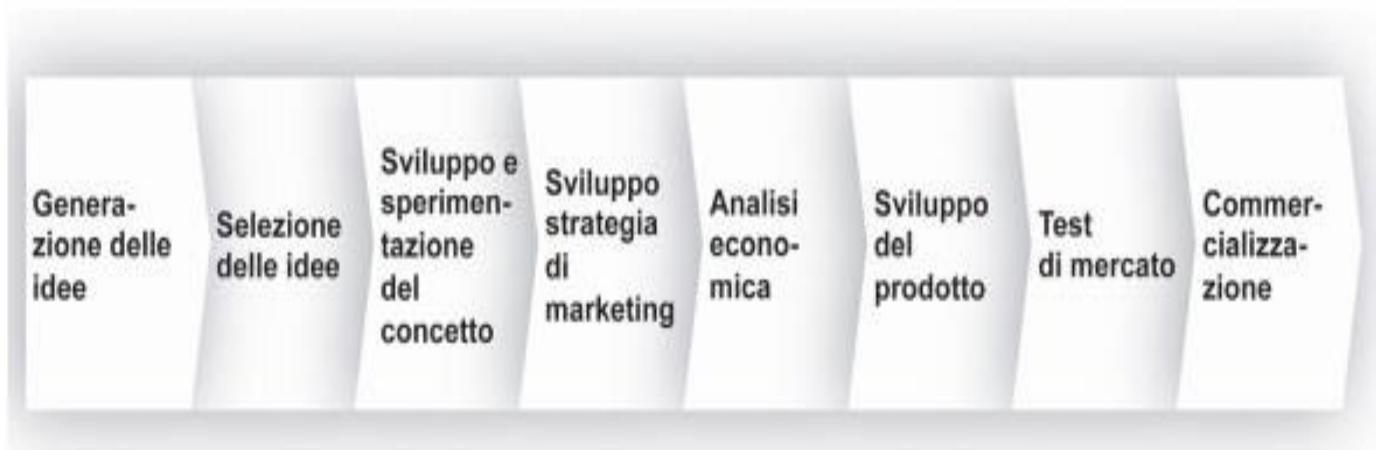 Genera-
zione delle
idee
Selezione
delle idee
Sviluppo e
sperimen-
tazione
del
concetto
Sviluppo
strategia
di
marketing
Analisi
econo-
mica
Sviluppo
del
prodotto
Test
di mercato
Commer-
cializza-
zione